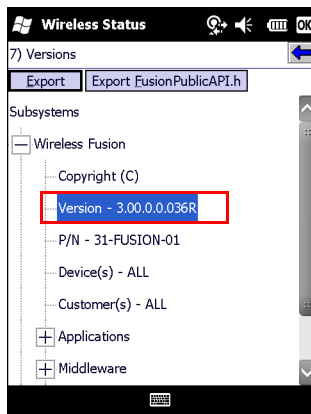 Wireless Status
OK
7) Versions
Export
Export FusionPublicAPI.h
Subsystems
Wireless Fusion
Copyright (C)
Version - 3.00.0.0.036R
P/N - 31-FUSION-01
Device(s) - ALL
Customer(s) - ALL
Applications
Middleware